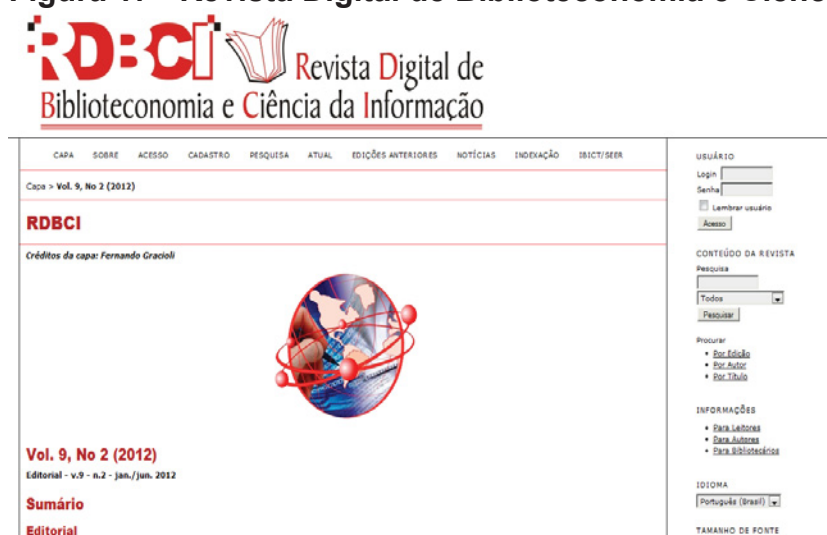 RDBCI Revista Digital de
Biblioteconomia e Ciência da Informação
CAPA SOBRE ACESSO CADASTRO PESQUISA ATUAL EDIÇÕES ANTERIORES NOTÍCIAS INDEXAÇÃO IBICT/SEER
Capa > Vol. 9, No 2 (2012)
RDBCI
Créditos da capa: Fernando Gracioli
Vol. 9, No 2 (2012)
Editorial - v.9 - n.2 - jan./jun. 2012
Sumário
Editorial
USUÁRIO
Login
Senha
Lembrar usuário
Acesso
CONTEÚDO DA REVISTA
Pesquisa
Todos
Pesquisar
Procurar
Por Edição
Por Autor
Por Título
INFORMAÇÕES
Para Leitores
Para Autores
Para Bibliotecários
IDIOMA
Português (Brasil)
TAMANHO DE FONTE